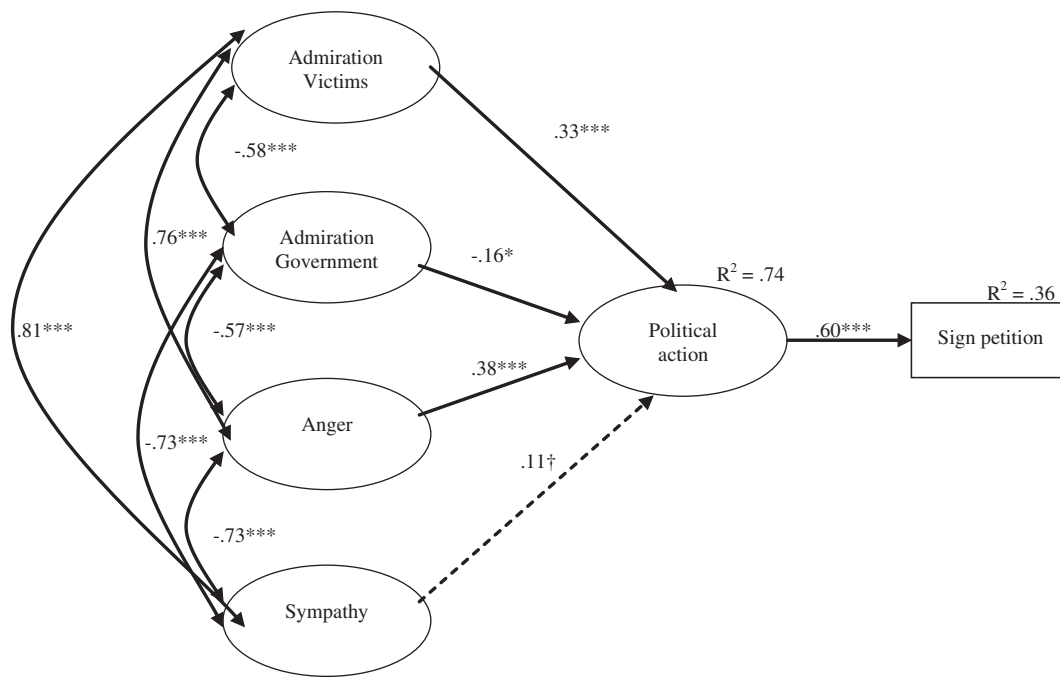 Admiration
Victims
.33***
-.58***
.76***
Admiration
Government
-.16*
R² = .74
R² = .36
.81***
-.57***
Political
action
.60***
Sign petition
.38***
Anger
-.73***
.11†
-.73***
Sympathy